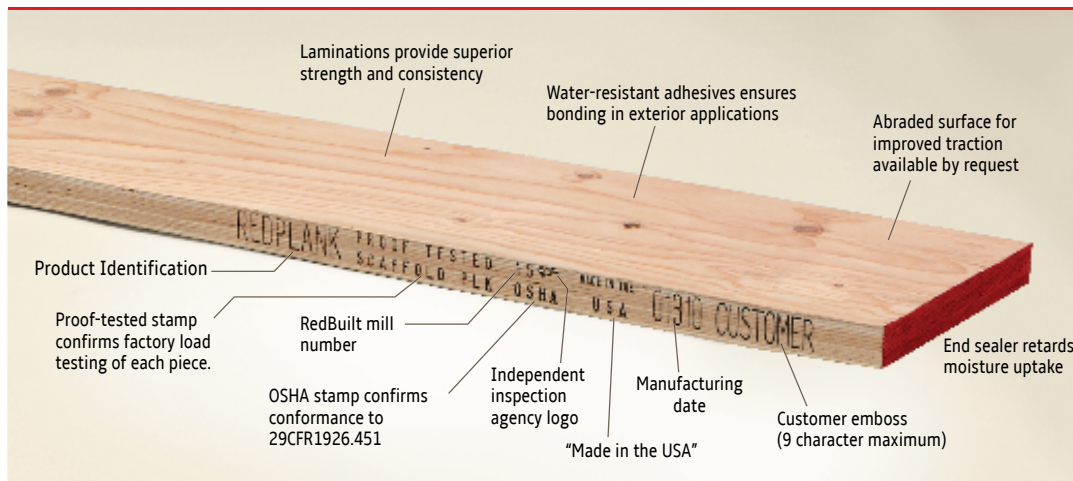 Laminations provide superior
strength and consistency
Water-resistant adhesives ensures
bonding in exterior applications
Abraded surface for
improved traction
available by request
REDPLANK PROOF TESTED 15 MADE IN THE 01310 CUSTOMER
SCAFFOLD PLK OSHA USA
Product Identification
Proof-tested stamp
confirms factory load
testing of each piece.
RedBuilt mill
number
OSHA stamp confirms
conformance to
29CFR1926.451
Independent
inspection
agency logo
"Made in the USA"
Manufacturing
date
Customer emboss
(9 character maximum)
End sealer retards
moisture uptake